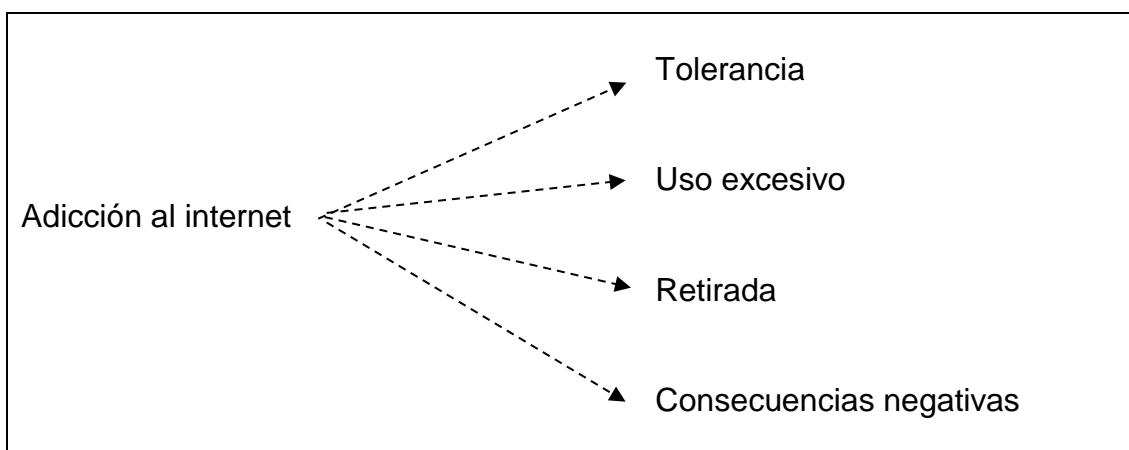 Tolerancia
Uso excesivo
Adicción al internet
Retirada
Consecuencias negativas